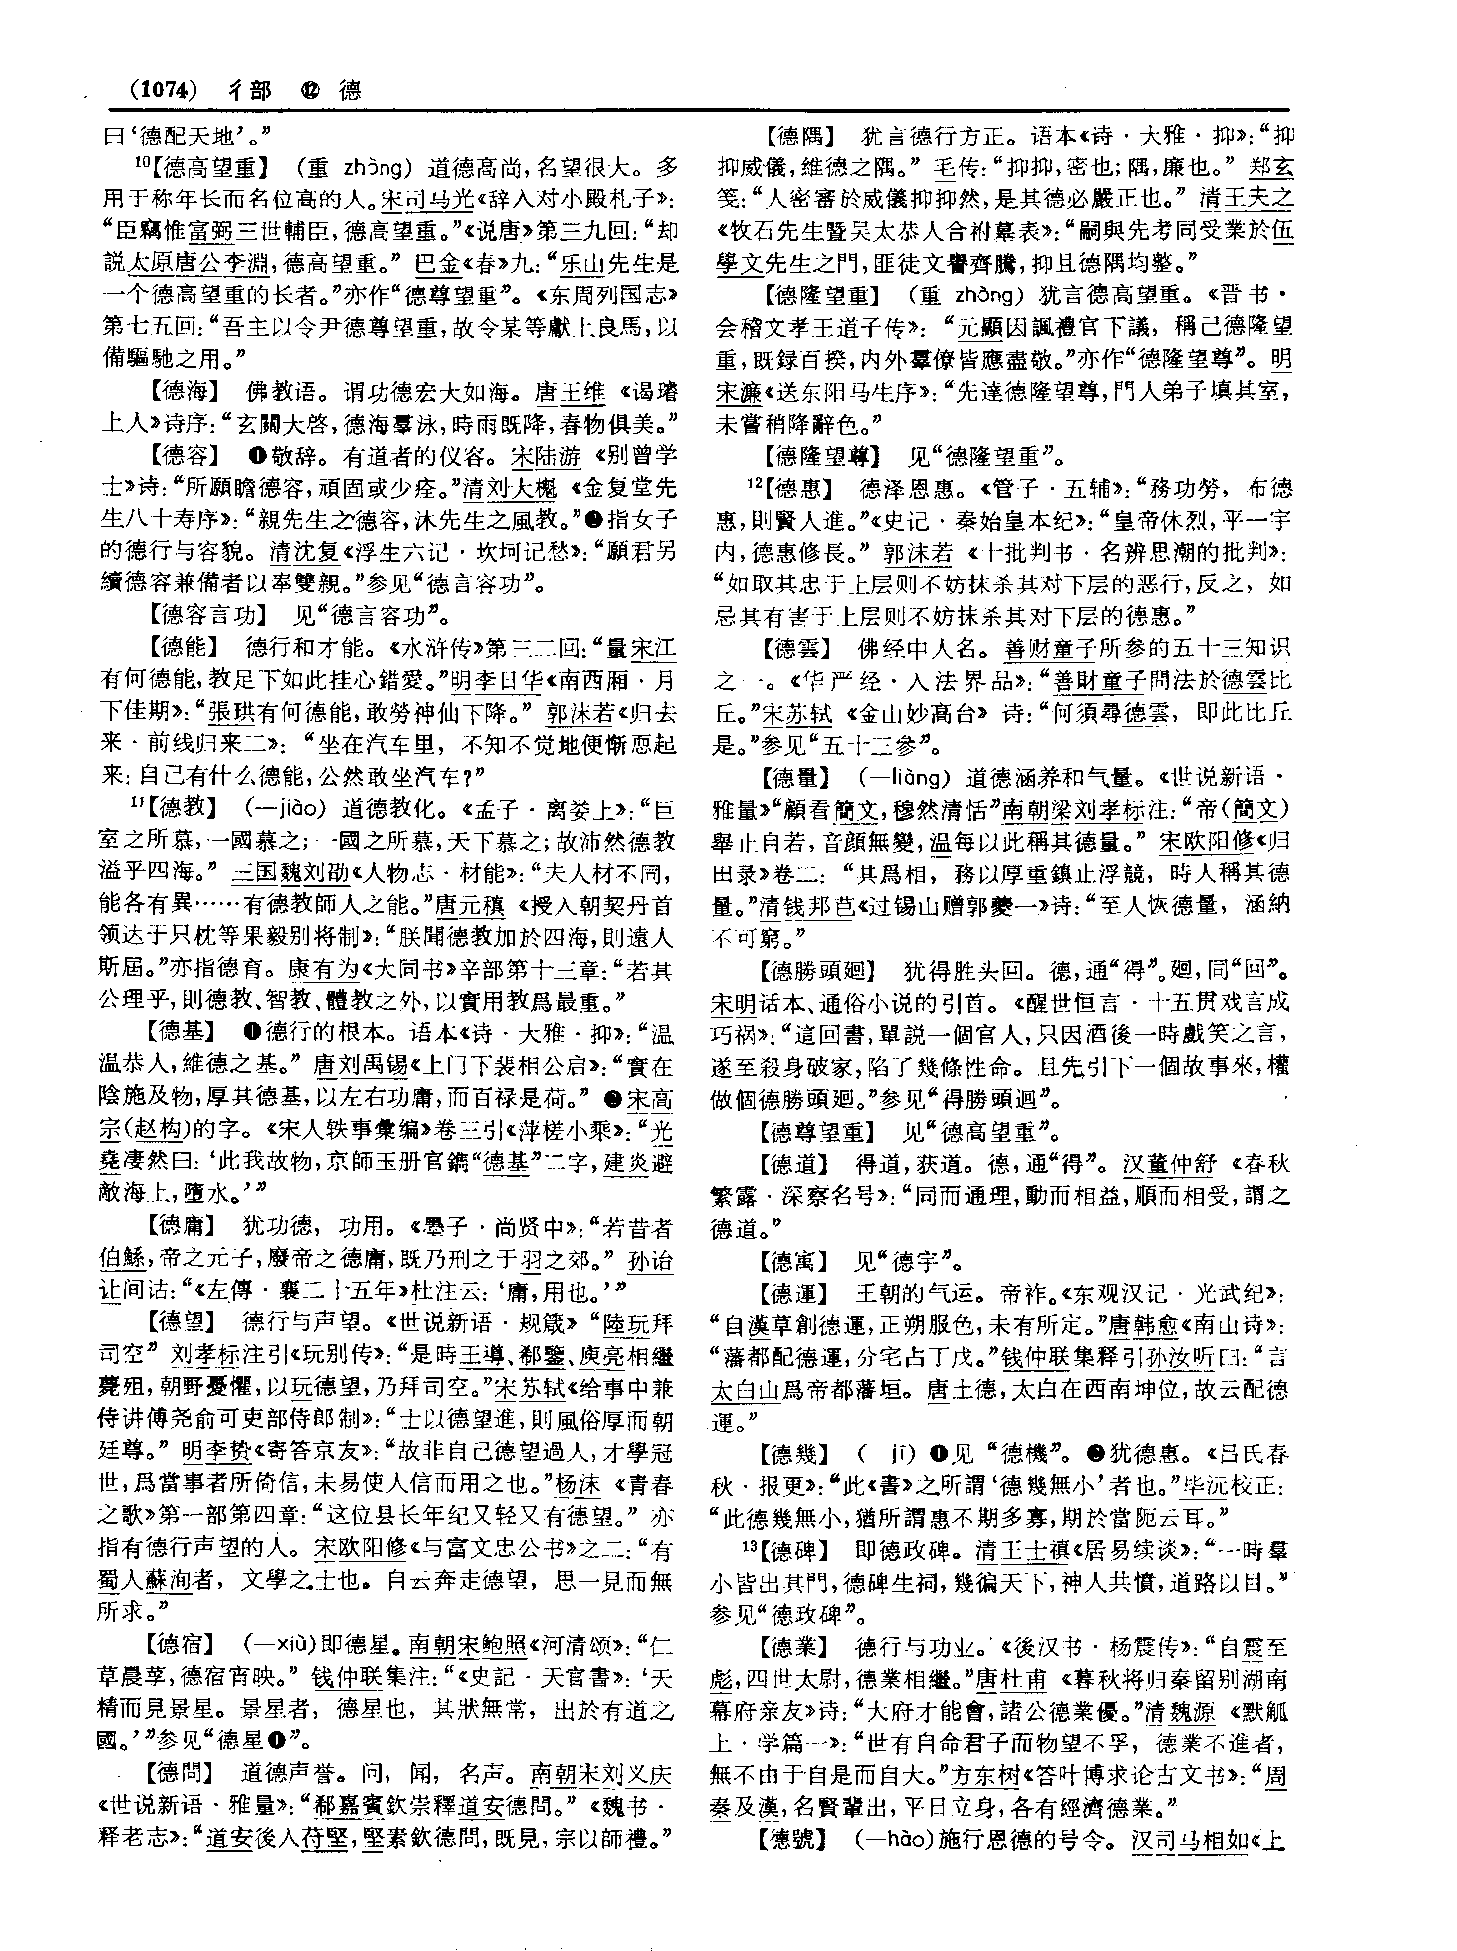 (1074) 彳部 ⓬ 德
曰‘德配天地’。”
10【德高望重】 (重 zhòng) 道德高尚,名望很大。多
用于称年长而名位高的人。宋司马光《辞入对小殿札子》:
“臣竊惟富弼三世輔臣,德高望重。”《说唐》第三九回:“却
説太原唐公李淵,德高望重。” 巴金《春》九:“乐山先生是
一个德高望重的长者。”亦作“德尊望重”。《东周列国志》
第七五回:“吾主以令尹德尊望重,故令某等獻上良馬,以
備驅馳之用。”
【德海】 佛教语。谓功德宏大如海。唐王维《谒璿
上人》诗序:“玄關大啓,德海羣泳,時雨既降,春物俱美。”
【德容】 ❶敬辞。有道者的仪容。宋陆游《别曾学
士》诗:“所願瞻德容,頑固或少痊。”清刘大櫆《金复堂先
生八十寿序》:“親先生之德容,沐先生之風教。”❷指女子
的德行与容貌。清沈复《浮生六记·坎坷记愁》:“願君另
續德容兼備者以奉雙親。”参见“德言容功”。
【德容言功】 见“德言容功”。
【德能】 德行和才能。《水浒传》第三二回:“量宋江
有何德能,教足下如此挂心錯愛。”明李日华《南西厢·月
下佳期》:“張珙有何德能,敢勞神仙下降。” 郭沫若《归去
来·前线归来二》:“坐在汽车里,不知不觉地便惭恧起
来:自己有什么德能,公然敢坐汽车?”
11【德教】 (—jiào) 道德教化。《孟子·离娄上》:“巨
室之所慕,一國慕之;一國之所慕,天下慕之;故沛然德教
溢乎四海。” 三国魏刘劭《人物志·材能》:“夫人材不同,
能各有異……有德教師人之能。”唐元稹《授入朝契丹首
领达于只枕等果毅别将制》:“朕聞德教加於四海,則遠人
斯屆。”亦指德育。康有为《大同书》辛部第十三章:“若其
公理乎,則德教、智教、體教之外,以實用教爲最重。”
【德基】 ❶德行的根本。语本《诗·大雅·抑》:“温
温恭人,維德之基。” 唐刘禹锡《上门下裴相公启》:“實在
陰施及物,厚其德基,以左右功庸,而百禄是荷。” ❷宋高
宗(赵构)的字。《宋人轶事彙编》卷三引《萍槎小乘》:“光
堯凄然曰:‘此我故物,京師玉册官鐫“德基”二字,建炎避
敵海上,墮水。’”
【德庸】 犹功德,功用。《墨子·尚贤中》:“若昔者
伯鯀,帝之元子,廢帝之德庸,既乃刑之于羽之郊。” 孙诒
让间诂:“《左傳·襄二十五年》杜注云:‘庸,用也。’”
【德望】 德行与声望。《世说新语·规箴》“陸玩拜
司空” 刘孝标注引《玩别传》:“是時王導、郗鑒、庾亮相繼
薨殂,朝野憂懼,以玩德望,乃拜司空。”宋苏轼《给事中兼
侍讲傅尧俞可吏部侍郎制》:“士以德望進,則風俗厚而朝
廷尊。” 明李贽《寄答京友》:“故非自己德望過人,才學冠
世,爲當事者所倚信,未易使人信而用之也。”杨沫《青春
之歌》第一部第四章:“这位县长年纪又轻又有德望。” 亦
指有德行声望的人。宋欧阳修《与富文忠公书》之二:“有
蜀人蘇洵者,文學之士也。自云奔走德望,思一見而無
所求。”
【德宿】 (—xiù)即德星。南朝宋鲍照《河清颂》:“仁
草晨莩,德宿宵映。” 钱仲联集注:“《史記·天官書》:‘天
精而見景星。景星者,德星也,其狀無常,出於有道之
國。’”参见“德星❶”。
【德問】 道德声誉。问,闻,名声。南朝宋刘义庆
《世说新语·雅量》:“郗嘉賓欽崇釋道安德問。”《魏书·
释老志》:“道安後入苻堅,堅素欽德問,既見,宗以師禮。”
【德隅】 犹言德行方正。语本《诗·大雅·抑》:“抑
抑威儀,維德之隅。” 毛传:“抑抑,密也;隅,廉也。” 郑玄
笺:“人密審於威儀抑抑然,是其德必嚴正也。” 清王夫之
《牧石先生暨吴太恭人合祔墓表》:“嗣與先考同受業於伍
學文先生之門,匪徒文譽齊騰,抑且德隅均整。”
【德隆望重】 (重 zhòng) 犹言德高望重。《晋书·
会稽文孝王道子传》:“元顯因諷禮官下議,稱己德隆望
重,既録百揆,内外羣僚皆應盡敬。”亦作“德隆望尊”。明
宋濂《送东阳马生序》:“先達德隆望尊,門人弟子填其室,
未嘗稍降辭色。”
【德隆望尊】 见“德隆望重”。
12【德惠】 德泽恩惠。《管子·五辅》:“務功勞,布德
惠,則賢人進。”《史记·秦始皇本纪》:“皇帝休烈,平一宇
内,德惠修長。” 郭沫若《十批判书·名辨思潮的批判》:
“如取其忠于上层则不妨抹杀其对下层的恶行,反之,如
忌其有害于上层则不妨抹杀其对下层的德惠。”
【德雲】 佛经中人名。善财童子所参的五十三知识
之一。《华严经·入法界品》:“善財童子問法於德雲比
丘。”宋苏轼《金山妙高台》诗:“何須尋德雲,即此比丘
是。”参见“五十三参”。
【德量】 (—liàng) 道德涵养和气量。《世说新语·
雅量》“顧看簡文,穆然清恬”南朝梁刘孝标注:“帝(簡文)
舉止自若,音顔無變,温每以此稱其德量。” 宋欧阳修《归
田录》卷二:“其爲相,務以厚重鎮止浮競,時人稱其德
量。”清钱邦芑《过锡山赠郭夔一》诗:“至人恢德量,涵納
不可窮。”
【德勝頭廻】 犹得胜头回。德,通“得”。廻,同“回”。
宋明话本、通俗小说的引首。《醒世恒言·十五贯戏言成
巧祸》:“這回書,單説一個官人,只因酒後一時戲笑之言,
遂至殺身破家,陷了幾條性命。且先引下一個故事來,權
做個德勝頭廻。”参见“得勝頭迴”。
【德尊望重】 见“德高望重”。
【德道】 得道,获道。德,通“得”。汉董仲舒《春秋
繁露·深察名号》:“同而通理,動而相益,順而相受,謂之
德道。”
【德寓】 见“德宇”。
【德運】 王朝的气运。帝祚。《东观汉记·光武纪》:
“自漢草創德運,正朔服色,未有所定。”唐韩愈《南山诗》:
“藩都配德運,分宅占丁戊。”钱仲联集释引孙汝听曰:“言
太白山爲帝都藩垣。唐土德,太白在西南坤位,故云配德
運。”
【德幾】 ( jī) ❶见“德機”。❷犹德惠。《吕氏春
秋·报更》:“此《書》之所謂‘德幾無小’者也。”毕沅校正:
“此德幾無小,猶所謂惠不期多寡,期於當阨云耳。”
13【德碑】 即德政碑。清王士禛《居易续谈》:“一時羣
小皆出其門,德碑生祠,幾徧天下,神人共憤,道路以目。”
参见“德政碑”。
【德業】 德行与功业。《後汉书·杨震传》:“自震至
彪,四世太尉,德業相繼。”唐杜甫《暮秋将归秦留别湖南
幕府亲友》诗:“大府才能會,諸公德業優。”清魏源《默觚
上·学篇一》:“世有自命君子而物望不孚,德業不進者,
無不由于自是而自大。”方东树《答叶博求论古文书》:“周
秦及漢,名賢輩出,平日立身,各有經濟德業。”
【德號】 (—hào)施行恩德的号令。汉司马相如《上